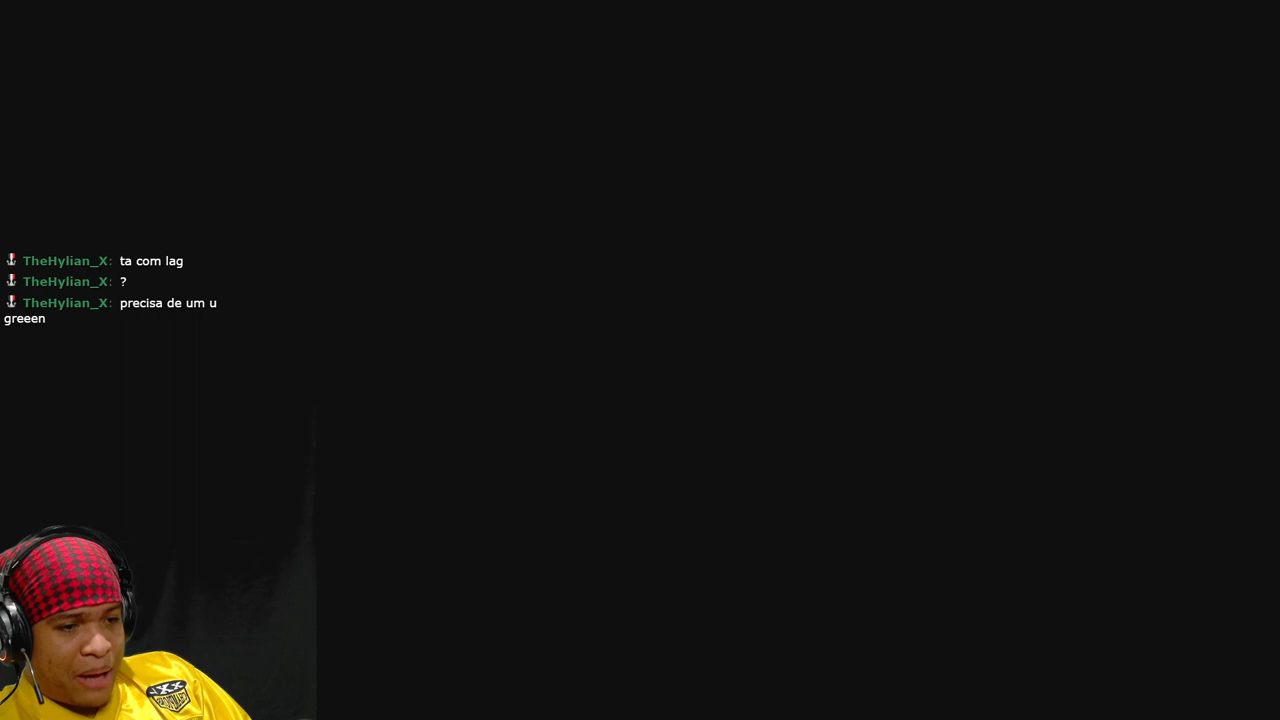 TheHylian_X: ta com lag
TheHylian_X: ?
TheHylian_X: precisa de um u
greeen